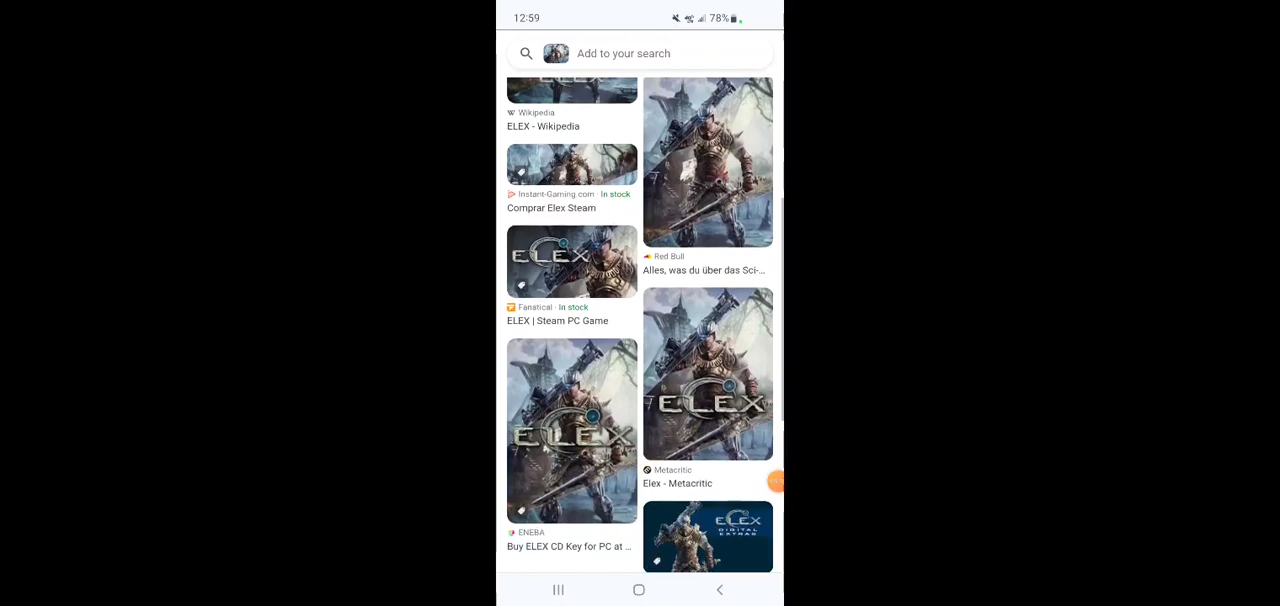 12:59
78%
Add to your search
Wikipedia
ELEX - Wikipedia
Instant-Gaming.com · In stock
Comprar Elex Steam
ELEX
Fanatical · In stock
ELEX | Steam PC Game
ELEX
ENEBA
Buy ELEX CD Key for PC at ...
Red Bull
Alles, was du über das Sci-...
ELEX
Metacritic
Elex - Metacritic
ELEX
DIGITAL
EXTRAS